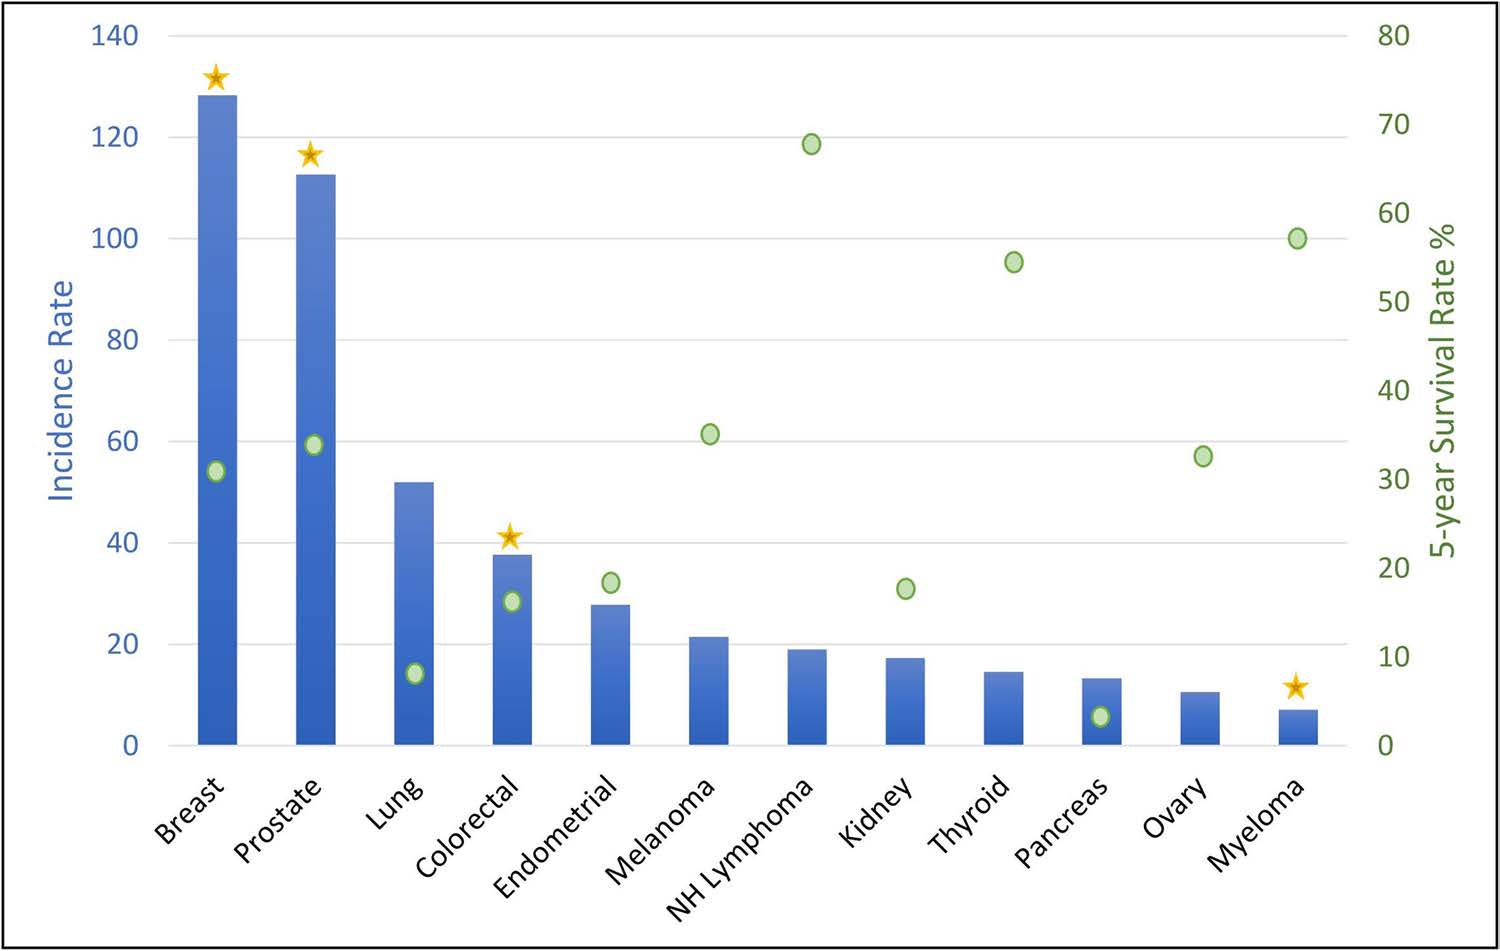 140
120
100
80
60
40
20
0
Incidence Rate
80
70
60
50
40
30
20
10
0
5-year Survival Rate %
Breast
Prostate
Lung
Colorectal
Endometrial
Melanoma
NH Lymphoma
Kidney
Thyroid
Pancreas
Ovary
Myeloma